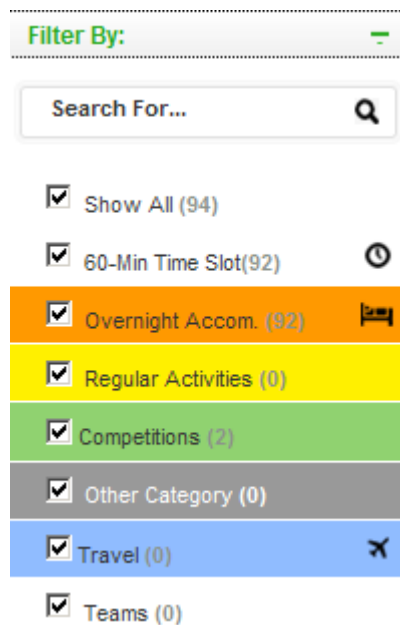 Filter By:
Search For...
Show All (94)
60-Min Time Slot(92)
Overnight Accom. (92)
Regular Activities (0)
Competitions (2)
Other Category (0)
Travel (0)
Teams (0)